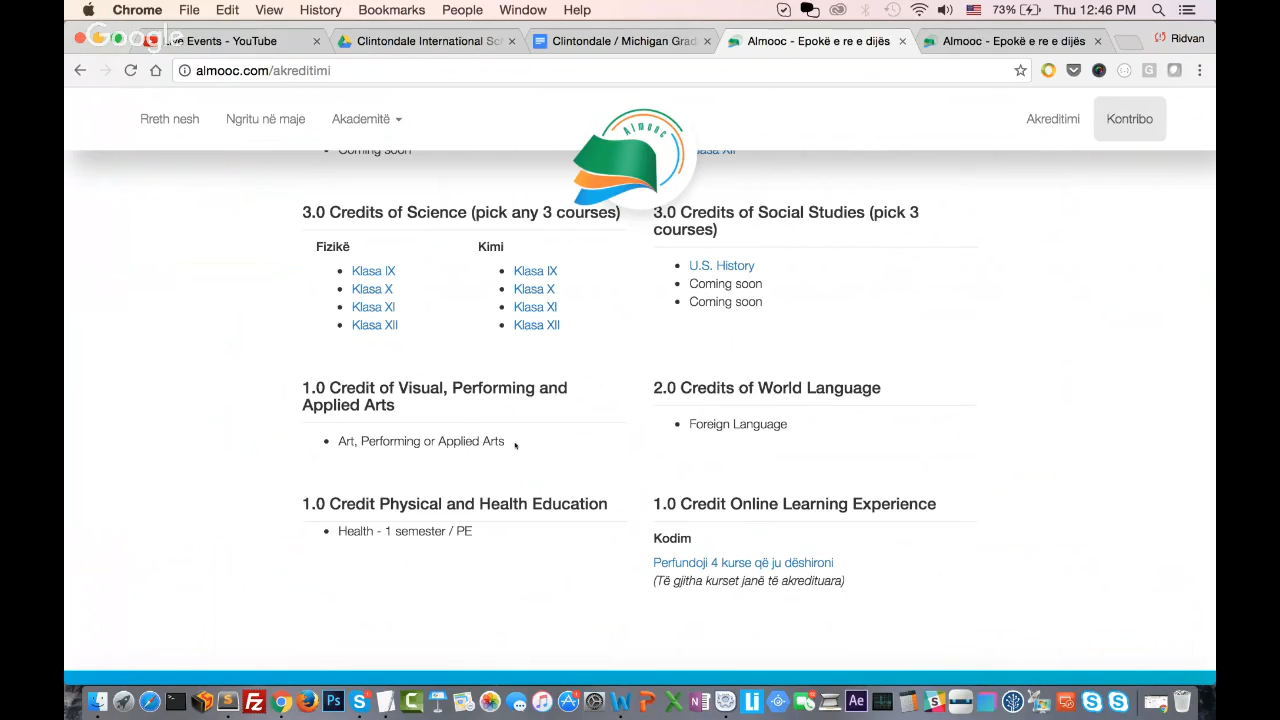 Chrome File Edit View History Bookmarks People Window Help 73% Thu 12:46 PM
Google
Live Events - YouTube
Clintondale International Sc
Clintondale / Michigan Grad
Almooc - Epokë e re e dijës
Almooc - Epokë e re e dijës
Ridvan
almooc.com/akreditimi
Rreth nesh Ngritu në maje Akademitë
Almooc
Akreditimi Kontribo
Coming soon
Klasa XII
3.0 Credits of Science (pick any 3 courses)
Fizikë Kimi
Klasa IX Klasa IX
Klasa X Klasa X
Klasa XI Klasa XI
Klasa XII Klasa XII
3.0 Credits of Social Studies (pick 3
courses)
U.S. History
Coming soon
Coming soon
1.0 Credit of Visual, Performing and
Applied Arts
Art, Performing or Applied Arts
2.0 Credits of World Language
Foreign Language
1.0 Credit Physical and Health Education
Health - 1 semester / PE
1.0 Credit Online Learning Experience
Kodim
Perfundoji 4 kurse që ju dëshironi
(Të gjitha kurset janë të akredituara)